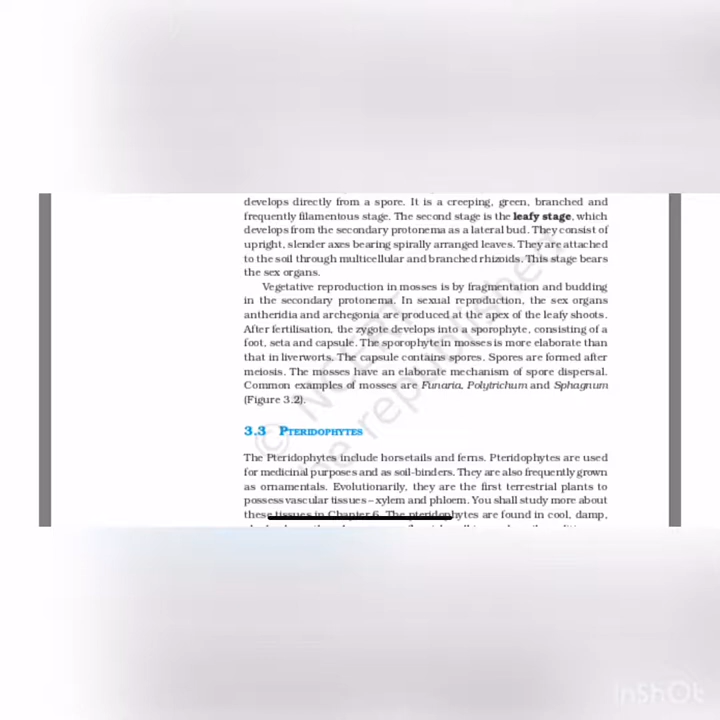 develops directly from a spore. It is a creeping, green, branched and
frequently filamentous stage. The second stage is the leafy stage, which
develops from the secondary protonema as a lateral bud. They consist of
upright, slender axes bearing spirally arranged leaves. They are attached
to the soil through multicellular and branched rhizoids. This stage bears
the sex organs.
Vegetative reproduction in mosses is by fragmentation and budding
in the secondary protonema. In sexual reproduction, the sex organs
antheridia and archegonia are produced at the apex of the leafy shoots.
After fertilisation, the zygote develops into a sporophyte, consisting of a
foot, seta and capsule. The sporophyte in mosses is more elaborate than
that in liverworts. The capsule contains spores. Spores are formed after
meiosis. The mosses have an elaborate mechanism of spore dispersal.
Common examples of mosses are Funaria, Polytrichum and Sphagnum
(Figure 3.2).
3.3 PTERIDOPHYTES
The Pteridophytes include horsetails and ferns. Pteridophytes are used
for medicinal purposes and as soil-binders. They are also frequently grown
as ornamentals. Evolutionarily, they are the first terrestrial plants to
possess vascular tissues – xylem and phloem. You shall study more about
these tissues in Chapter 6. The pteridophytes are found in cool, damp,
© NCERT
be republished
InShOt